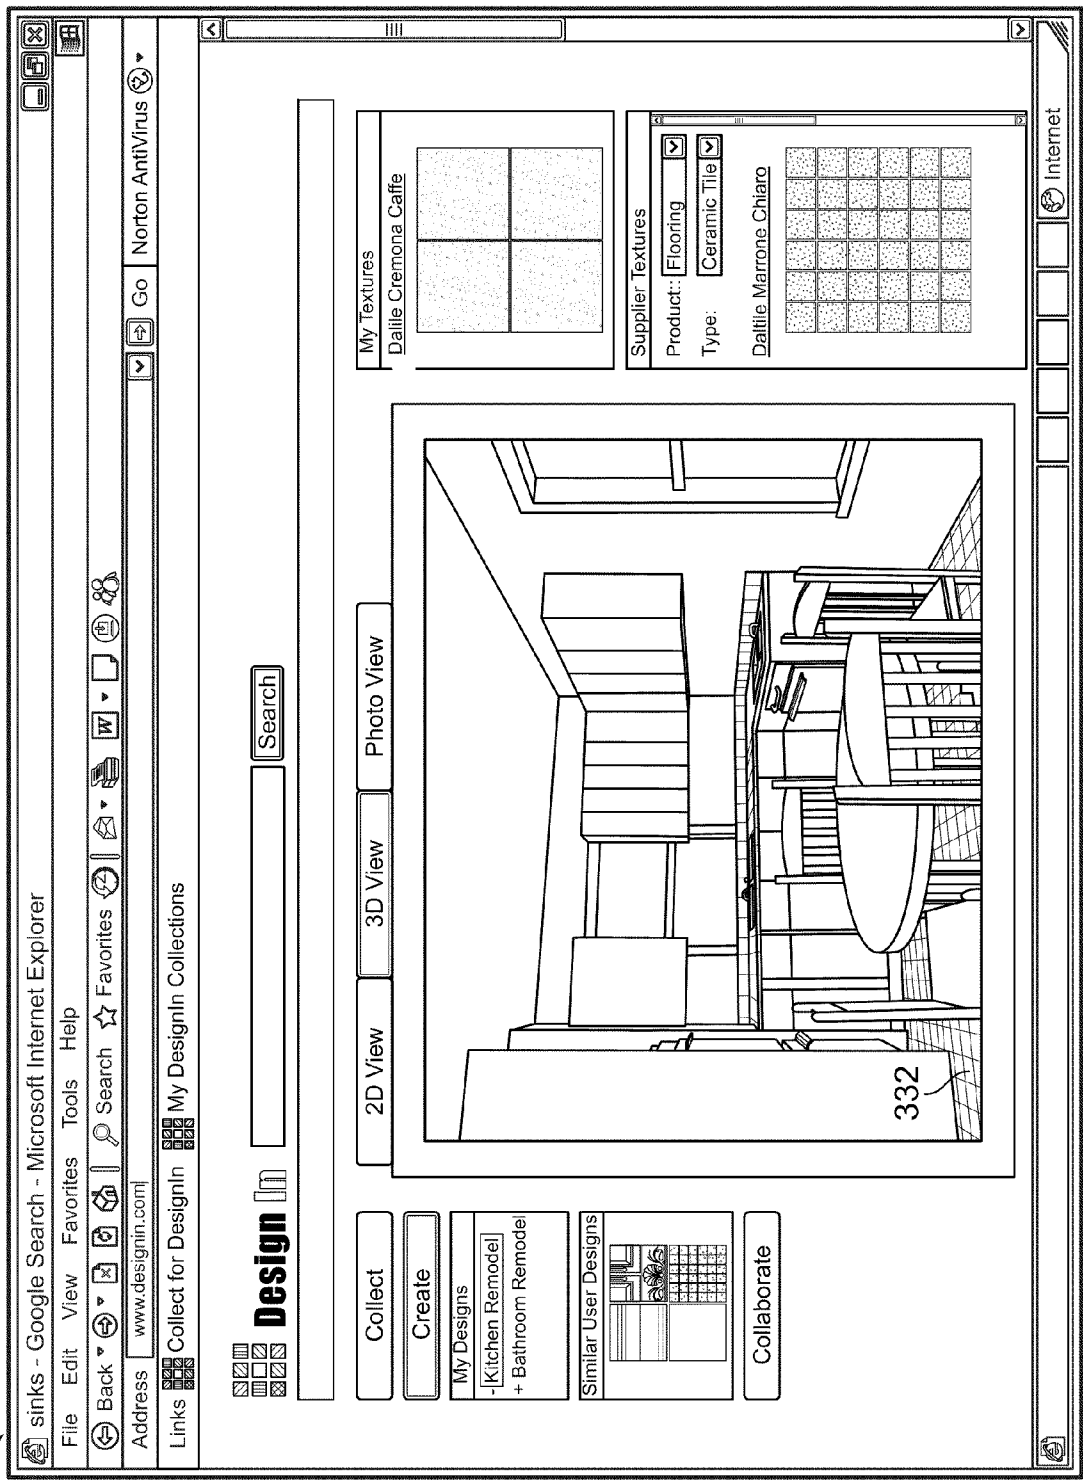 sinks - Google Search - Microsoft Internet Explorer
File Edit View Favorites Tools Help
Back Search Favorites W
Address www.designin.com Go Norton AntiVirus
Links Collect for DesignIn My DesignIn Collections
Design In Search
Collect
Create
My Designs
- Kitchen Remodel
+ Bathroom Remodel
Similar User Designs
Collaborate
2D View 3D View Photo View
332
My Textures
Dalile Cremona Caffe
Supplier Textures
Product:: Flooring
Type: Ceramic Tile
Daltile Marrone Chiaro
Internet